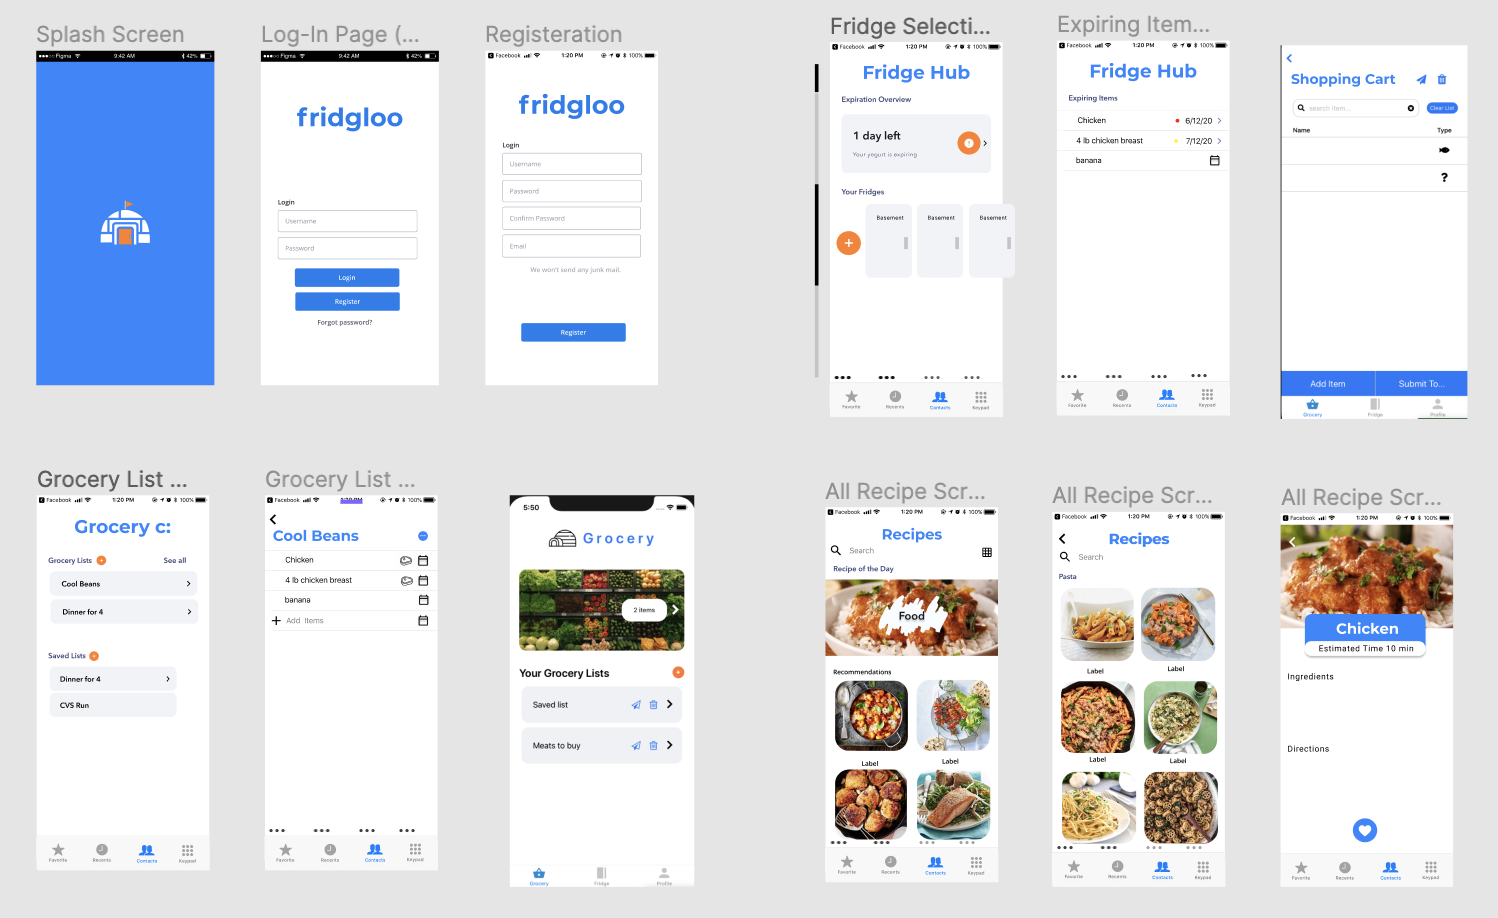 Splash Screen
Figma 9:42 AM 42%
Log-In Page (...
Figma 9:42 AM 42%
fridgloo
Login
Username
Password
Login
Register
Forgot password?
Registeration
Facebook 1:20 PM 100%
fridgloo
Login
Username
Password
Confirm Password
Email
We won't send any junk mail.
Register
Fridge Selecti...
Facebook 1:20 PM 100%
Fridge Hub
Expiration Overview
1 day left
Your yogurt is expiring
Your Fridges
Basement
Basement
Basement
Favorite Recents Contacts Keypad
Expiring Item...
Facebook 1:20 PM 100%
Fridge Hub
Expiring Items
Chicken 6/12/20
4 lb chicken breast 7/12/20
banana
Favorite Recents Contacts Keypad
Shopping Cart
search item... Clear List
Name Type
?
Add Item Submit To...
Grocery Fridge Profile
Grocery List ...
Facebook 1:20 PM 100%
Grocery c:
Grocery Lists See all
Cool Beans
Dinner for 4
Saved Lists
Dinner for 4
CVS Run
Favorite Recents Contacts Keypad
Grocery List ...
Facebook 1:20 PM 100%
Cool Beans
Chicken
4 lb chicken breast
banana
Add Items
Favorite Recents Contacts Keypad
5:50
Grocery
2 items
Your Grocery Lists
Saved list
Meats to buy
Grocery Fridge Profile
All Recipe Scr...
Facebook 1:20 PM 100%
Recipes
Search
Recipe of the Day
Food
Recommendations
Label Label
Favorite Recents Contacts Keypad
All Recipe Scr...
Facebook 1:20 PM 100%
Recipes
Search
Pasta
Label Label
Label Label
Favorite Recents Contacts Keypad
All Recipe Scr...
Facebook 1:20 PM 100%
Chicken
Estimated Time 10 min
Ingredients
Directions
Favorite Recents Contacts Keypad